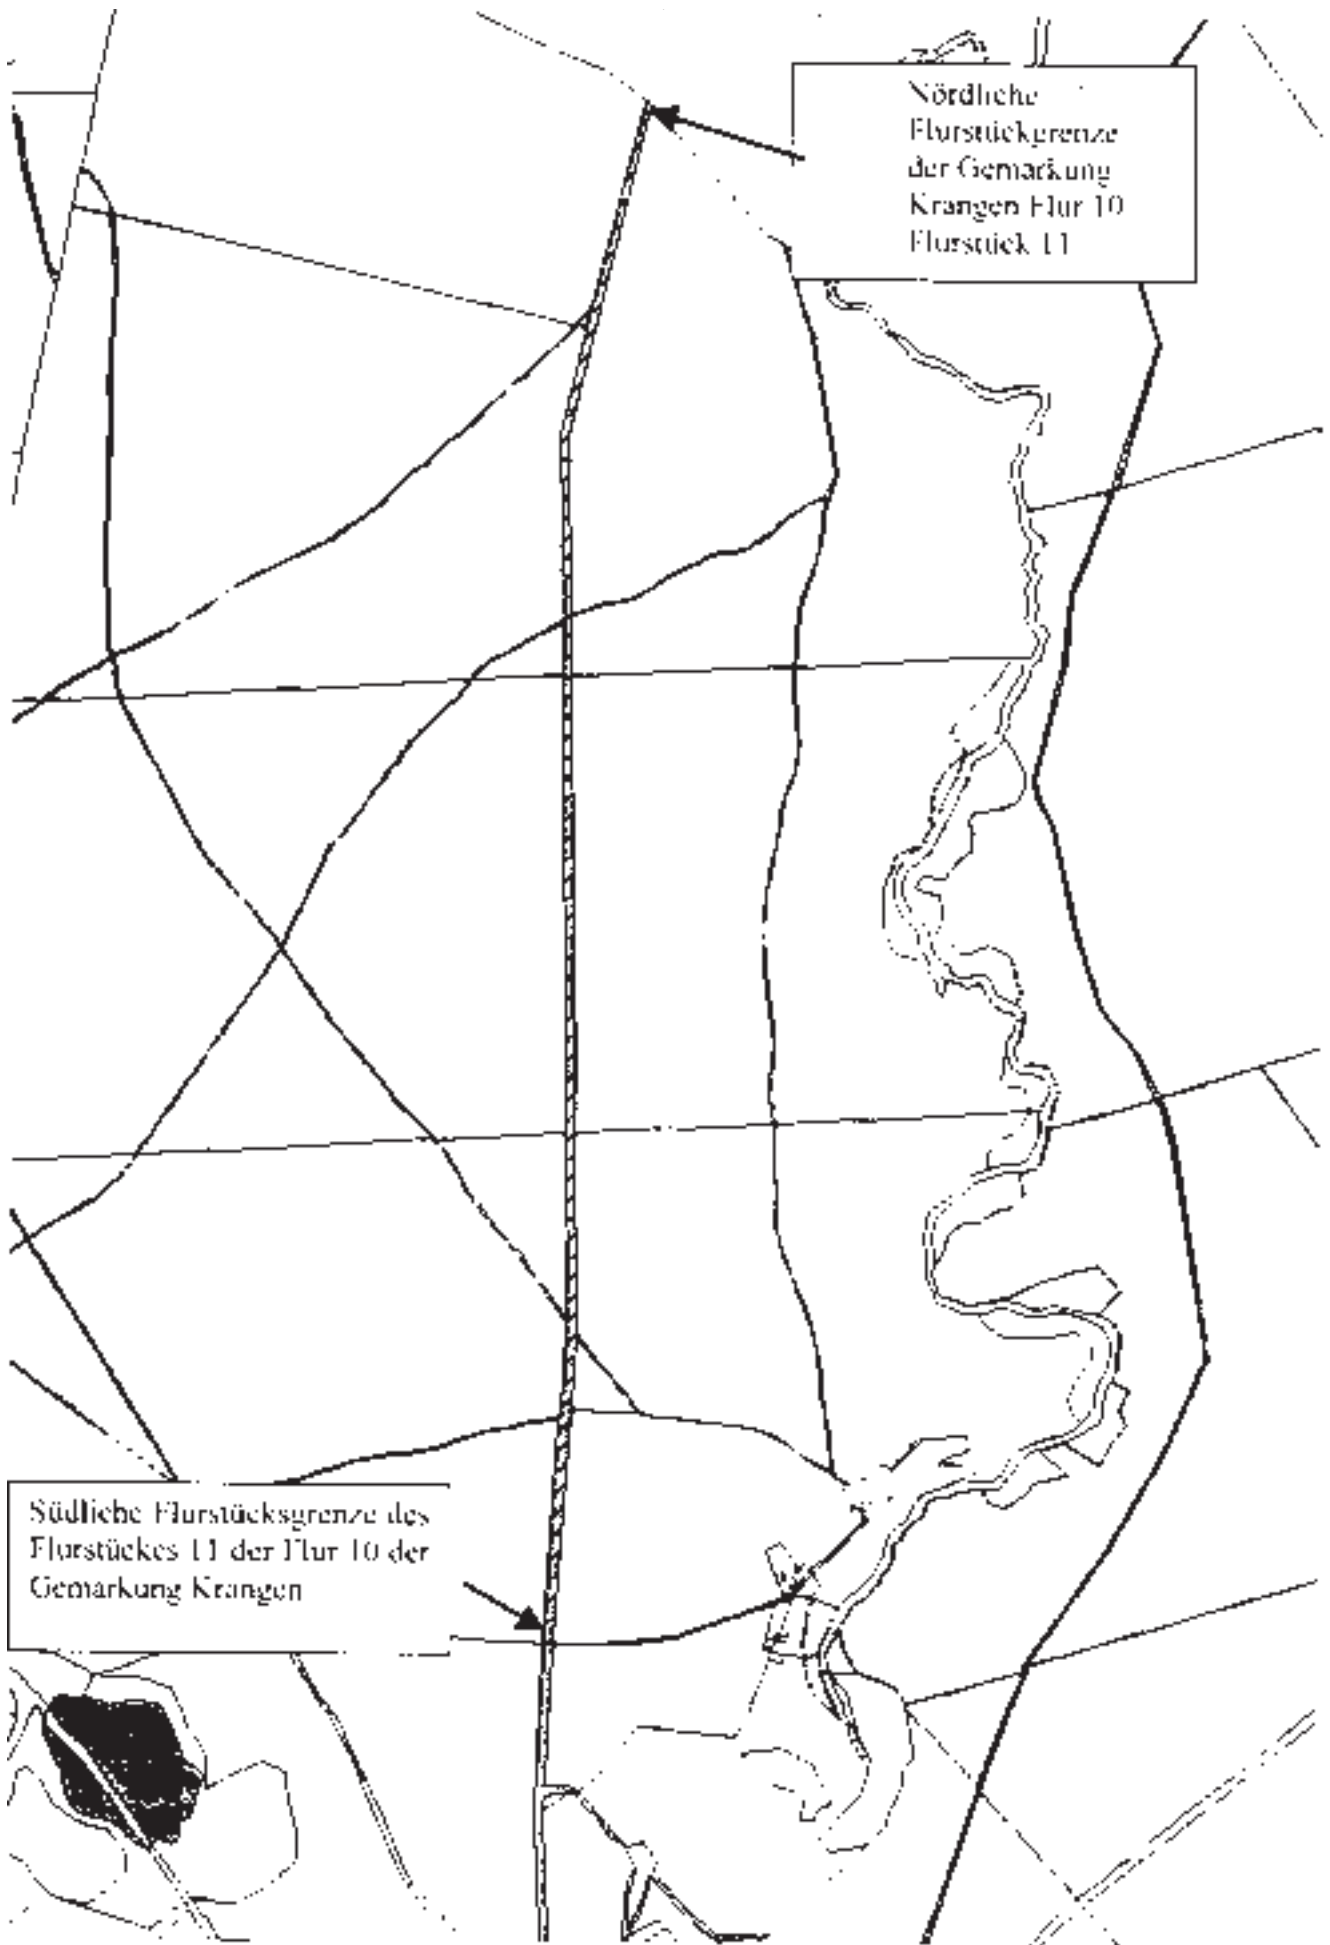 Nördliche
Flurstückgrenze
der Gemarkung
Krangen Flur 10
Flurstück 11
Südliche Flurstücksgrenze des
Flurstückes 11 der Flur 10 der
Gemarkung Krangen